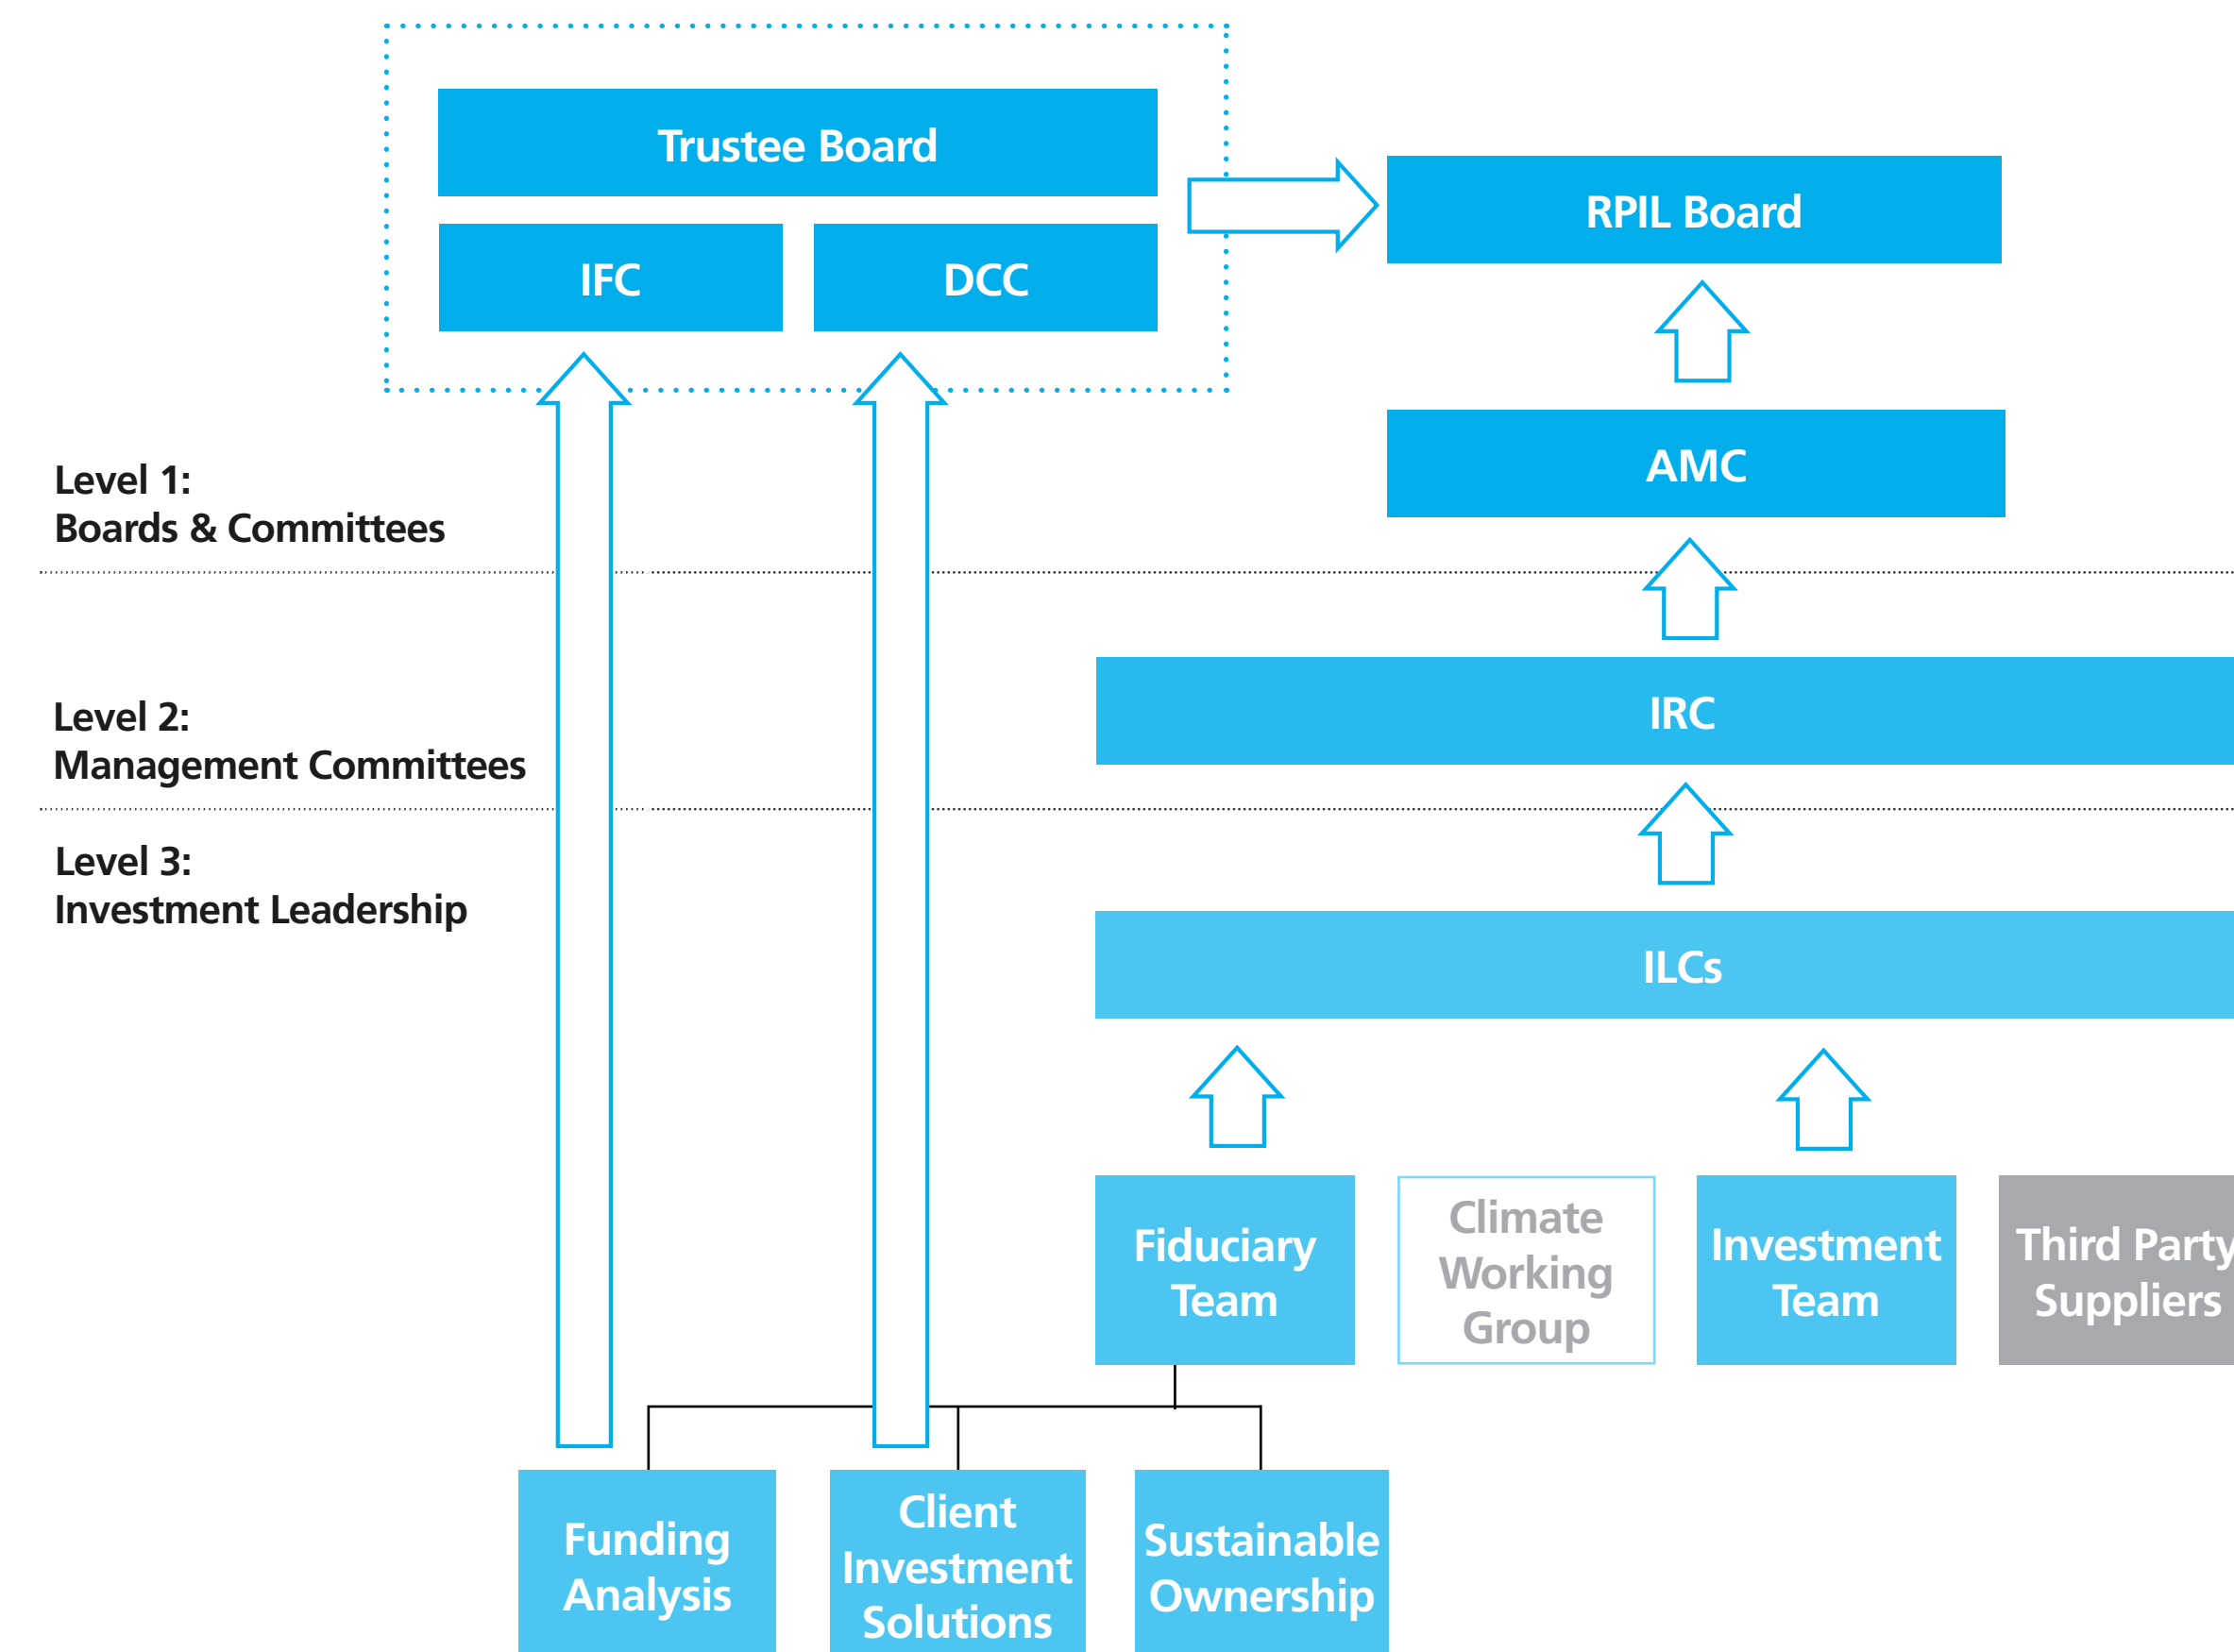 Trustee Board
IFC
DCC
RPIL Board
AMC
Level 1:
Boards & Committees
IRC
Level 2:
Management Committees
Level 3:
Investment Leadership
ILCs
Fiduciary
Team
Climate
Working
Group
Investment
Team
Third Party
Suppliers
Funding
Analysis
Client
Investment
Solutions
Sustainable
Ownership